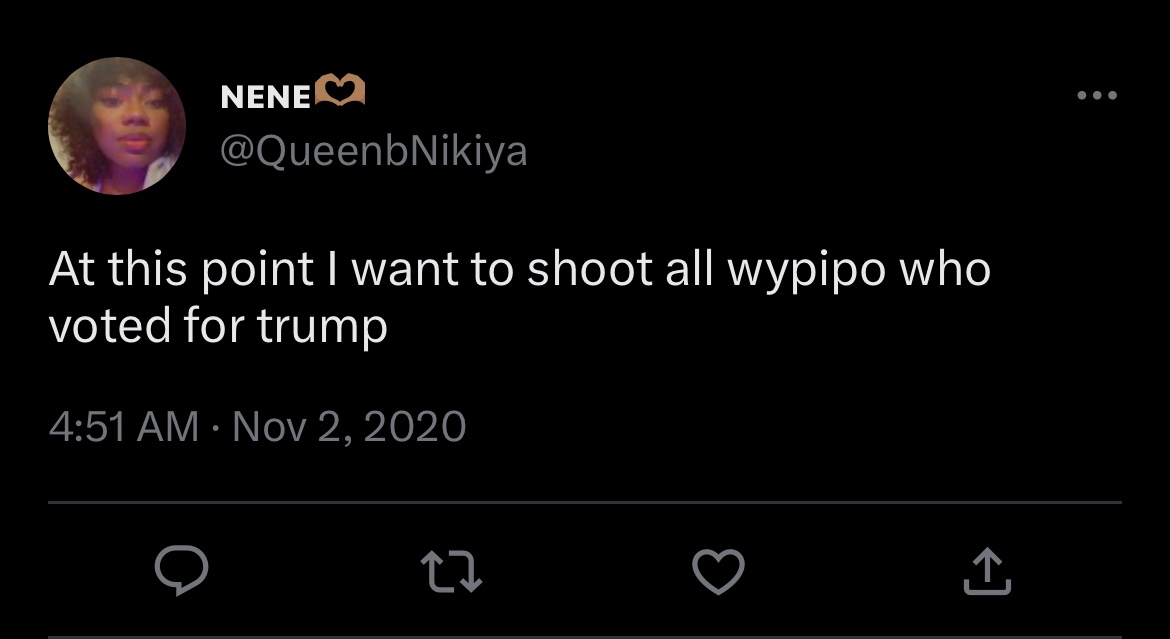 NENE🫶🏽
@QueenbNikiya
At this point I want to shoot all wypipo who
voted for trump
4:51 AM · Nov 2, 2020